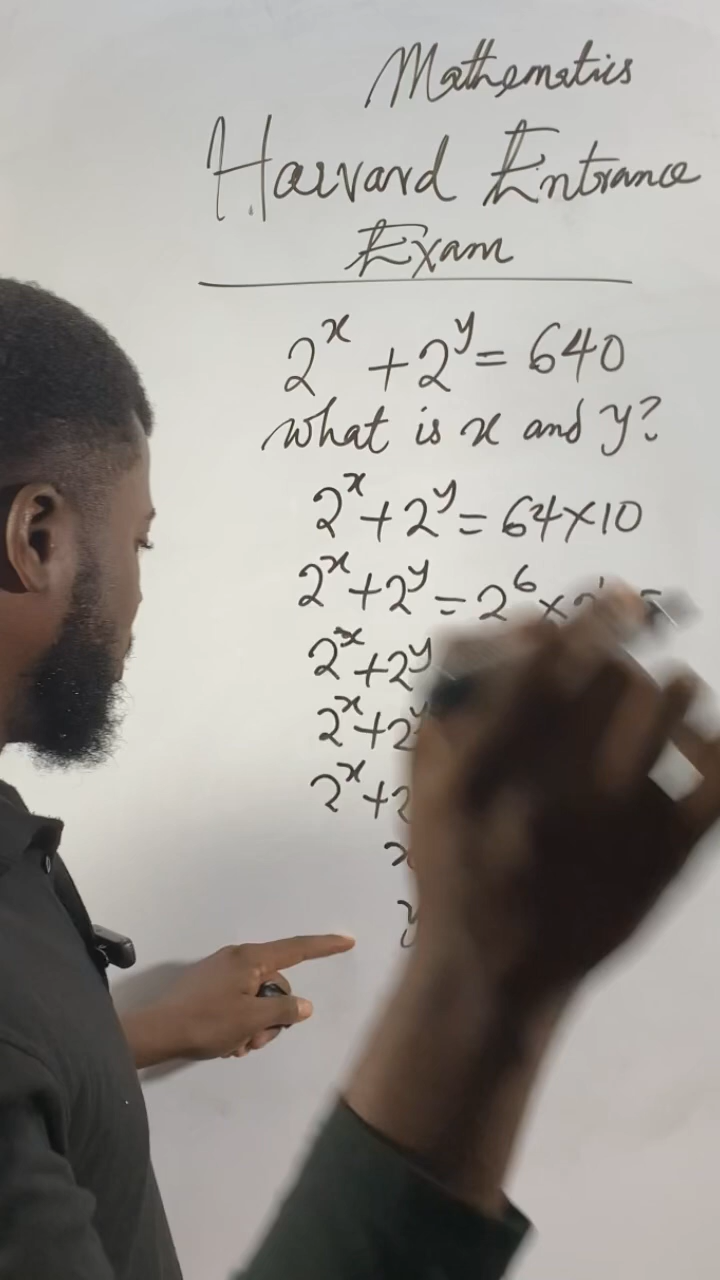 Mathematics
Harvard Entrance
Exam
2^x + 2^y = 640
What is x and y?
2^x + 2^y = 64×10
2^x + 2^y = 2^6 ×
2^x + 2^y
2^x + 2^y
2^x + 2
x
y